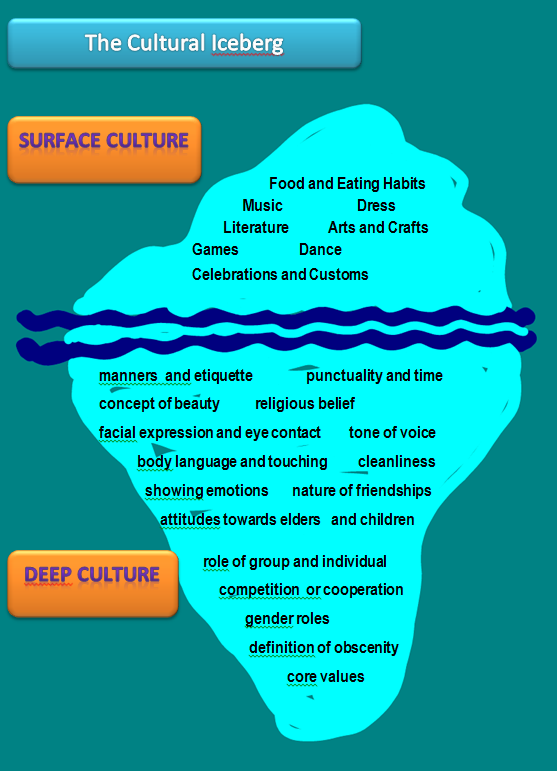 The Cultural Iceberg
SURFACE CULTURE
Food and Eating Habits
Music Dress
Literature Arts and Crafts
Games Dance
Celebrations and Customs
manners and etiquette punctuality and time
concept of beauty religious belief
facial expression and eye contact tone of voice
body language and touching cleanliness
showing emotions nature of friendships
attitudes towards elders and children
role of group and individual
DEEP CULTURE
competition or cooperation
gender roles
definition of obscenity
core values